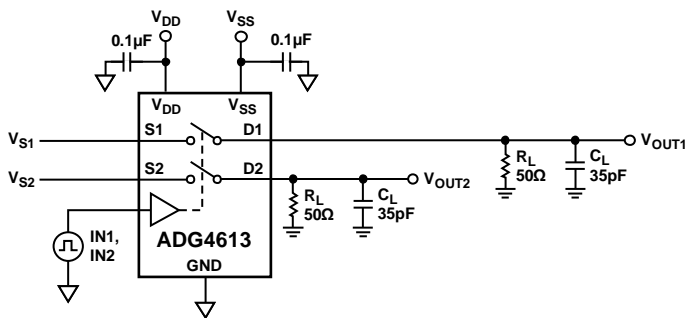 VDD
VSS
0.1µF
0.1µF
VDD
VSS
VS1
S1
D1
VOUT1
VS2
S2
D2
VOUT2
RL
50Ω
CL
35pF
RL
50Ω
CL
35pF
IN1,
IN2
ADG4613
GND